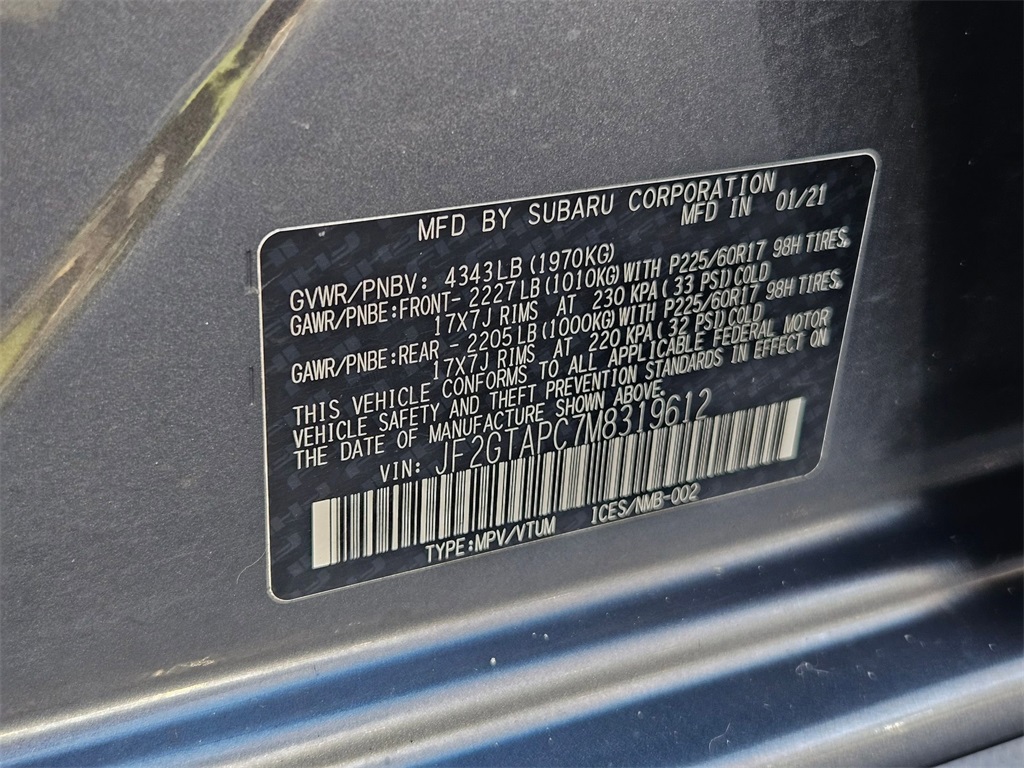 MFD BY SUBARU CORPORATION
MFD IN 01/21
GVWR/PNBV: 4343LB(1970KG)
GAWR/PNBE:FRONT- 2227LB(1010KG)WITH P225/60R17 98H TIRES,
17X7J RIMS AT 230 KPA(33 PSI)COLD
GAWR/PNBE:REAR - 2205LB(1000KG)WITH P225/60R17 98H TIRES,
17X7J RIMS AT 220 KPA(32 PSI)COLD
THIS VEHICLE CONFORMS TO ALL APPLICABLE FEDERAL MOTOR
VEHICLE SAFETY AND THEFT PREVENTION STANDARDS IN EFFECT ON
THE DATE OF MANUFACTURE SHOWN ABOVE.
VIN: JF2GTAPC7M8319612
TYPE:MPV/VTUM ICES/NMB-002